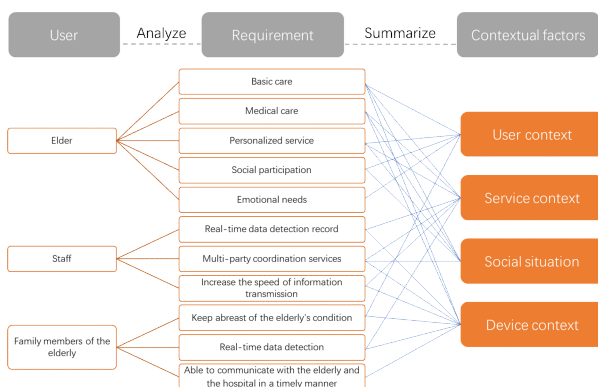 User
Analyze
Requirement
Summarize
Contextual factors
Basic care
Medical care
Personalized service
Social participation
Emotional needs
Real-time data detection record
Multi-party coordination services
Increase the speed of information
transmission
Keep abreast of the elderly's condition
Real-time data detection
Able to communicate with the elderly and
the hospital in a timely manner
Elder
Staff
Family members of the
elderly
User context
Service context
Social situation
Device context